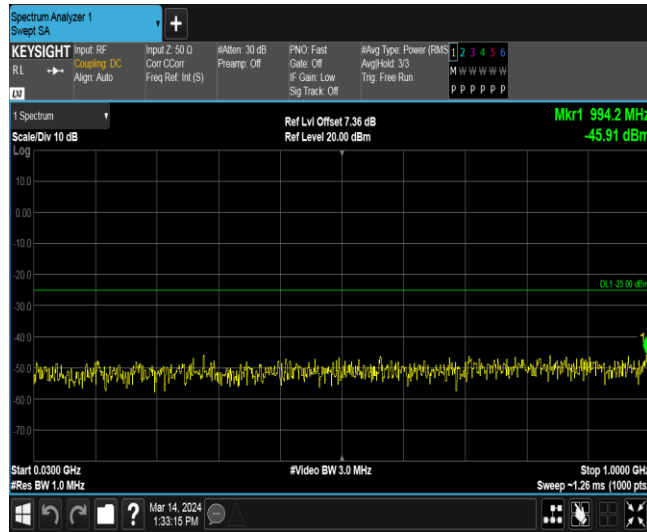 Spectrum Analyzer 1
Swept SA
+
KEYSIGHT
RL
LXI
Input: RF
Coupling: DC
Align: Auto
Input Z: 50 Ω
Corr CCorr
Freq Ref: Int (S)
#Atten: 30 dB
Preamp: Off
PNO: Fast
Gate: Off
IF Gain: Low
Sig Track: Off
#Avg Type: Power (RMS
Avg|Hold: 3/3
Trig: Free Run
1 2 3 4 5 6
M W W W W W
P P P P P P
1 Spectrum
Scale/Div 10 dB
Log
Ref Lvl Offset 7.36 dB
Ref Level 20.00 dBm
Mkr1 994.2 MHz
-45.91 dBm
10.0
0.00
-10.0
-20.0
DL1 -25.00 dBm
-30.0
-40.0
1
-50.0
-60.0
-70.0
Start 0.0300 GHz
#Res BW 1.0 MHz
#Video BW 3.0 MHz
Stop 1.0000 GHz
Sweep ~1.26 ms (1000 pts
?
Mar 14, 2024
1:33:15 PM